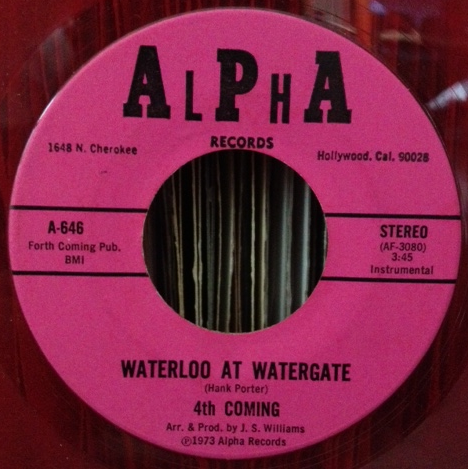 ALPHA
RECORDS
1648 N. Cherokee
Hollywood. Cal. 90028
A-646
Forth Coming Pub.
BMI
STEREO
(AF-3080)
3:45
Instrumental
WATERLOO AT WATERGATE
(Hank Porter)
4th COMING
Arr. & Prod. by J. S. Williams
℗1973 Alpha Records